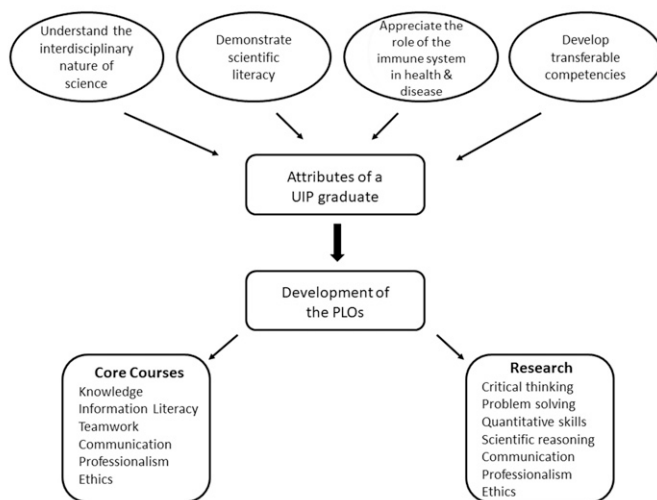 Understand the
interdisciplinary
nature of
science
Demonstrate
scientific
literacy
Appreciate the
role of the
immune system
in health &
disease
Develop
transferable
competencies
Attributes of a
UIP graduate
Development of
the PLOs
Core Courses
Knowledge
Information Literacy
Teamwork
Communication
Professionalism
Ethics
Research
Critical thinking
Problem solving
Quantitative skills
Scientific reasoning
Communication
Professionalism
Ethics